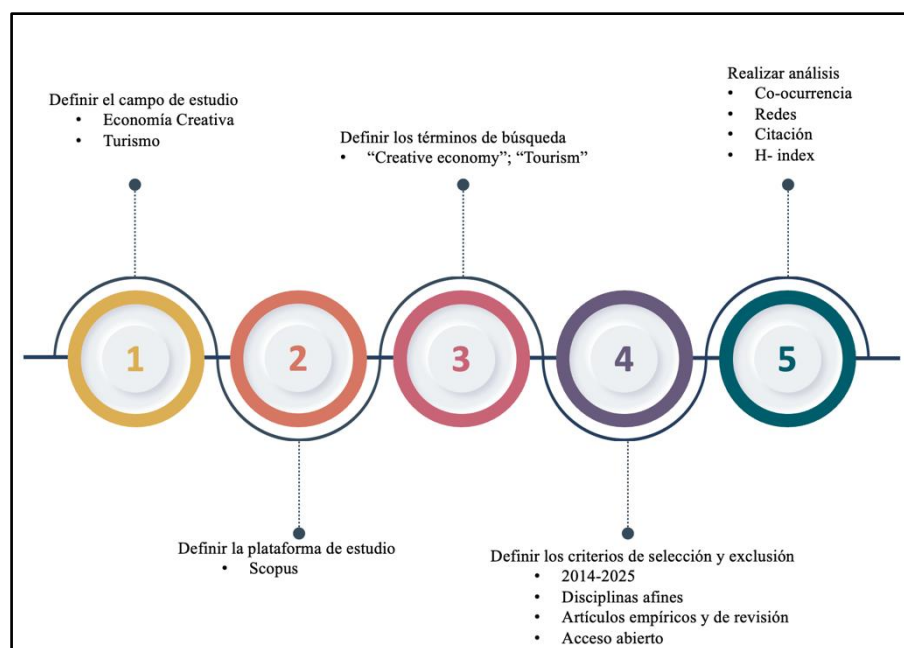 Definir el campo de estudio
• Economía Creativa
• Turismo
1
Definir la plataforma de estudio
• Scopus
2
Definir los términos de búsqueda
• “Creative economy”; “Tourism”
3
Definir los criterios de selección y exclusión
• 2014-2025
• Disciplinas afines
• Artículos empíricos y de revisión
• Acceso abierto
4
Realizar análisis
• Co-ocurrencia
• Redes
• Citación
• H- index
5